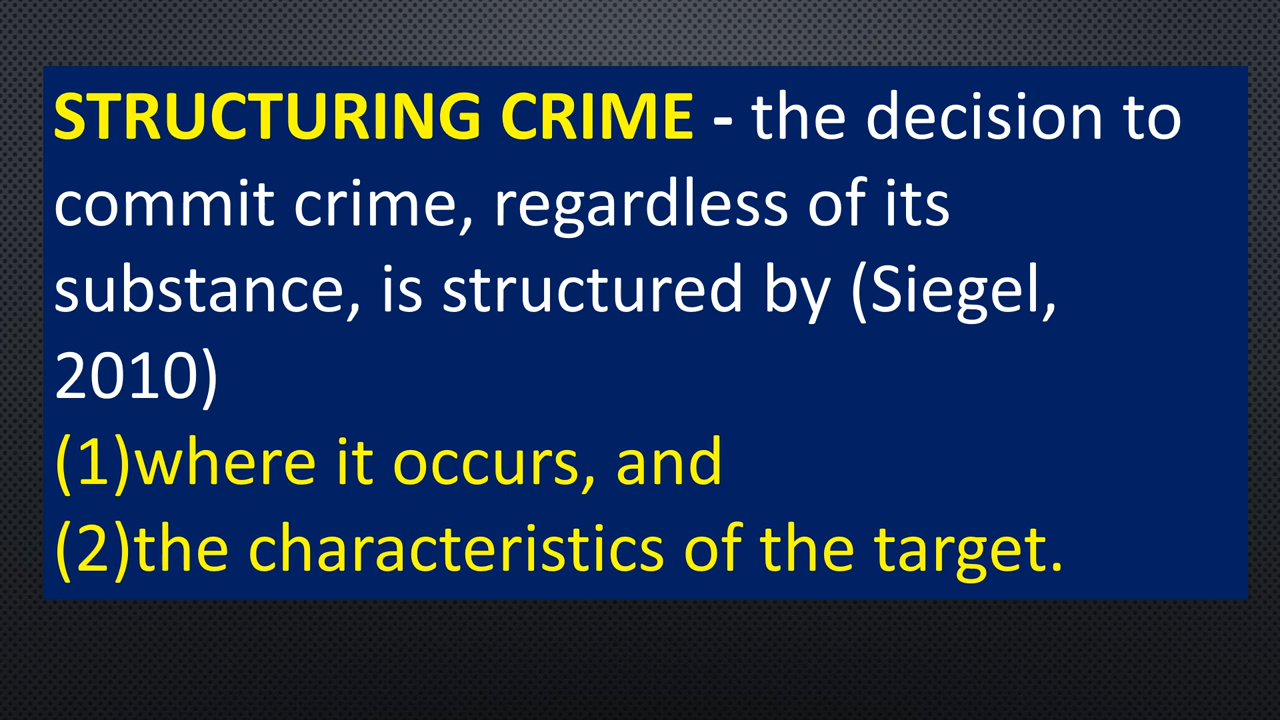 STRUCTURING CRIME - the decision to
commit crime, regardless of its
substance, is structured by (Siegel,
2010)
(1)where it occurs, and
(2)the characteristics of the target.